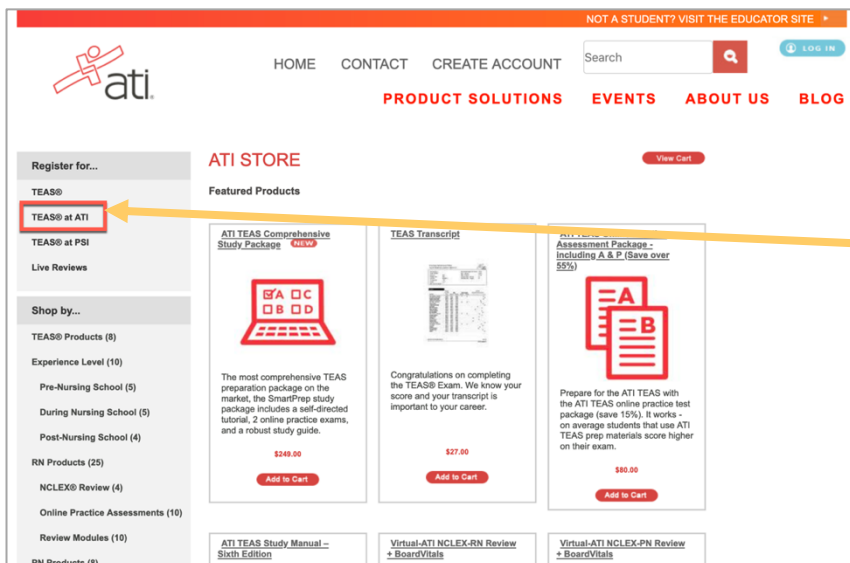 NOT A STUDENT? VISIT THE EDUCATOR SITE
ati
HOME CONTACT CREATE ACCOUNT
Search
LOG IN
PRODUCT SOLUTIONS EVENTS ABOUT US BLOG
Register for...
TEAS®
TEAS® at ATI
TEAS® at PSI
Live Reviews
Shop by...
TEAS® Products (8)
Experience Level (10)
Pre-Nursing School (5)
During Nursing School (5)
Post-Nursing School (4)
RN Products (25)
NCLEX® Review (4)
Online Practice Assessments (10)
Review Modules (10)
ATI STORE
View Cart
Featured Products
ATI TEAS Comprehensive
Study Package NEW
A C
B D
The most comprehensive TEAS
preparation package on the
market, the SmartPrep study
package includes a self-directed
tutorial, 2 online practice exams,
and a robust study guide.
$249.00
Add to Cart
TEAS Transcript
Congratulations on completing
the TEAS® Exam. We know your
score and your transcript is
important to your career.
$27.00
Add to Cart
Assessment Package -
including A & P (Save over
55%)
A
B
Prepare for the ATI TEAS with
the ATI TEAS online practice test
package (save 15%). It works -
on average students that use ATI
TEAS prep materials score higher
on their exam.
$80.00
Add to Cart
ATI TEAS Study Manual –
Sixth Edition
Virtual-ATI NCLEX-RN Review
+ BoardVitals
Virtual-ATI NCLEX-PN Review
+ BoardVitals